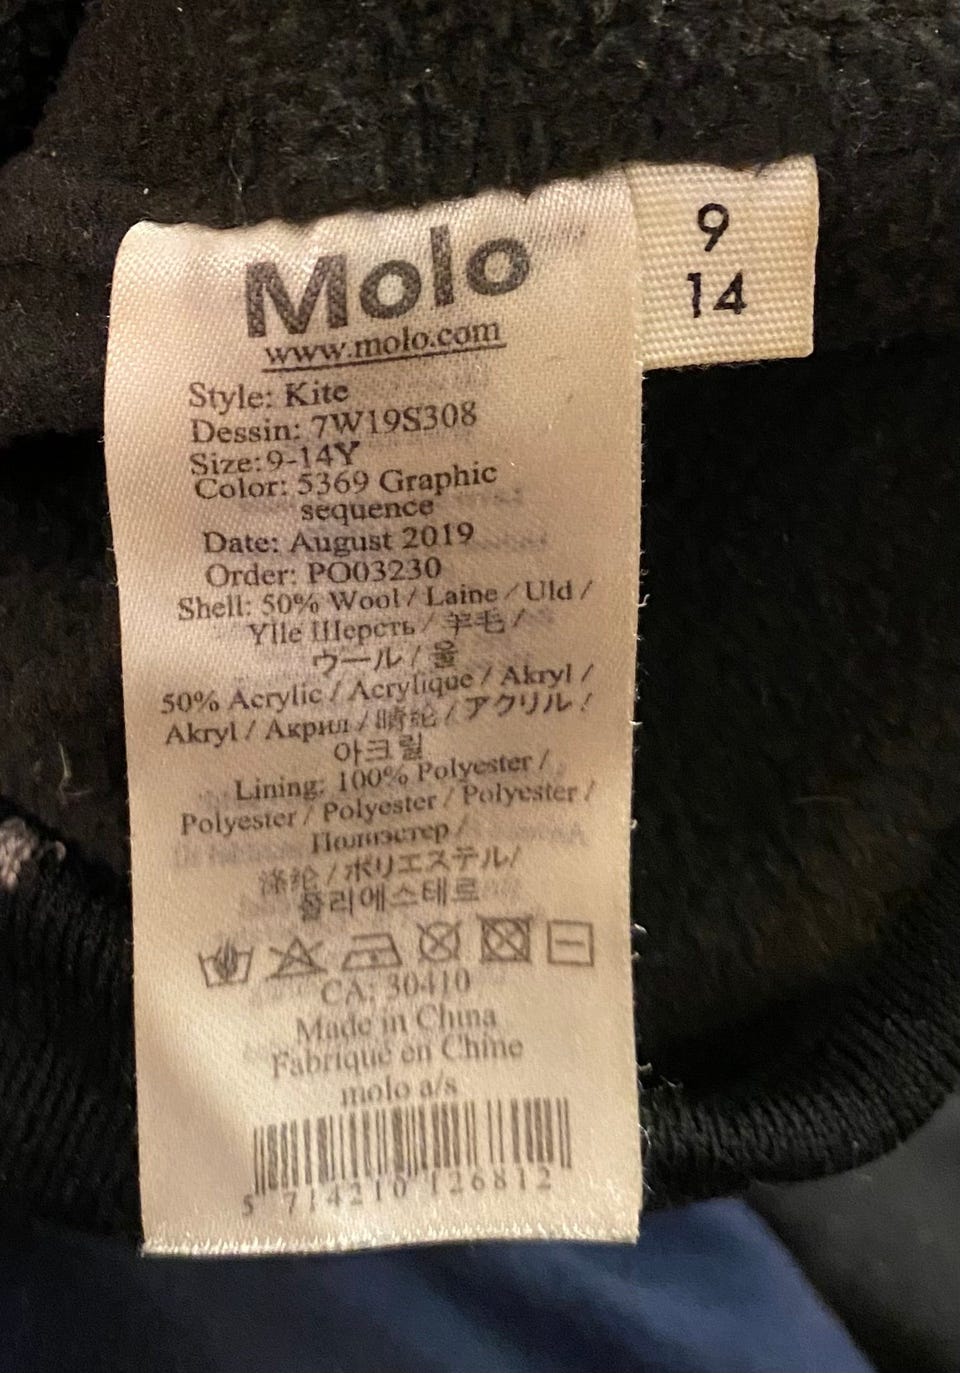 Molo
www.molo.com
9
14
Style: Kite
Dessin: 7W19S308
Size:9-14Y
Color: 5369 Graphic
sequence
Date: August 2019
Order: PO03230
Shell: 50% Wool / Laine / Uld /
Ylle Шерсть / 羊毛 /
ウール / 울
50% Acrylic / Acrylique / Akryl /
Akryl / Акрил / 睛纶 / アクリル /
아크릴
Lining: 100% Polyester /
Polyester / Polyester / Polyester /
Полиэстер /
涤纶 / ポリエステル/
폴리에스테르
CA: 30410
Made in China
Fabriqué en Chine
molo a/s
5 714210 126812